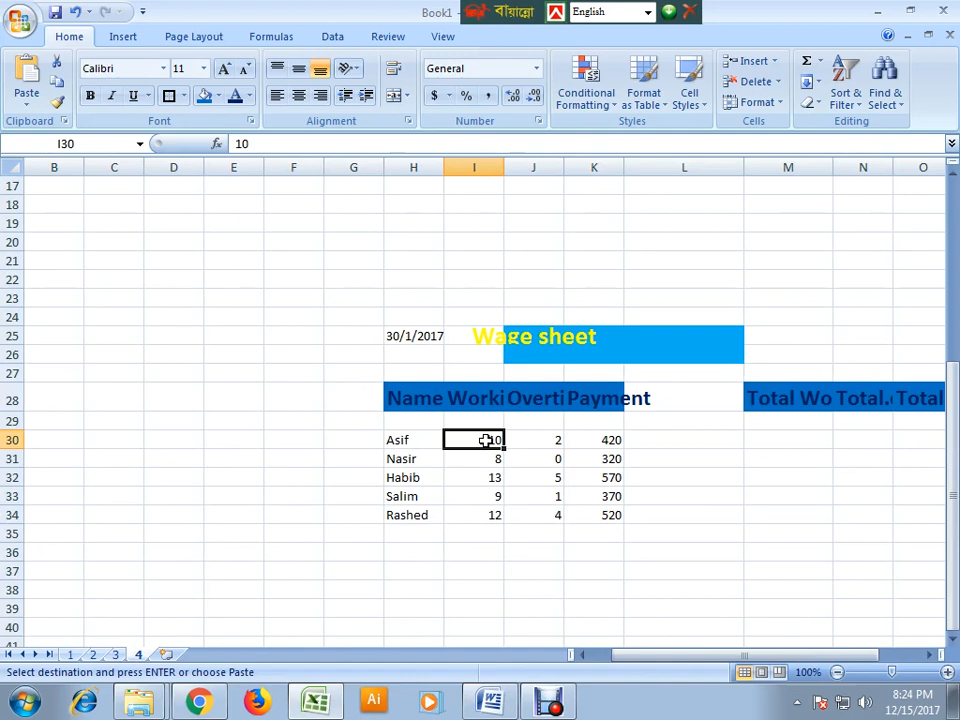 Book1 -
বায়ান্নো
English
Home Insert Page Layout Formulas Data Review View
Paste
Clipboard
Calibri 11
B I U
Font
Alignment
General
$ % ,
Number
Conditional Formatting
Format as Table
Cell Styles
Styles
Insert
Delete
Format
Cells
Sort & Filter
Find & Select
Editing
I30 fx 10
B C D E F G H I J K L M N O
17
18
19
20
21
22
23
24
25 30/1/2017 Wage sheet
26
27
28 Name Worki Overti Payment Total Wo Total. Total
29
30 Asif 10 2 420
31 Nasir 8 0 320
32 Habib 13 5 570
33 Salim 9 1 370
34 Rashed 12 4 520
35
36
37
38
39
40
41
1 2 3 4
Select destination and press ENTER or choose Paste 100%
Ai
W
8:24 PM
12/15/2017